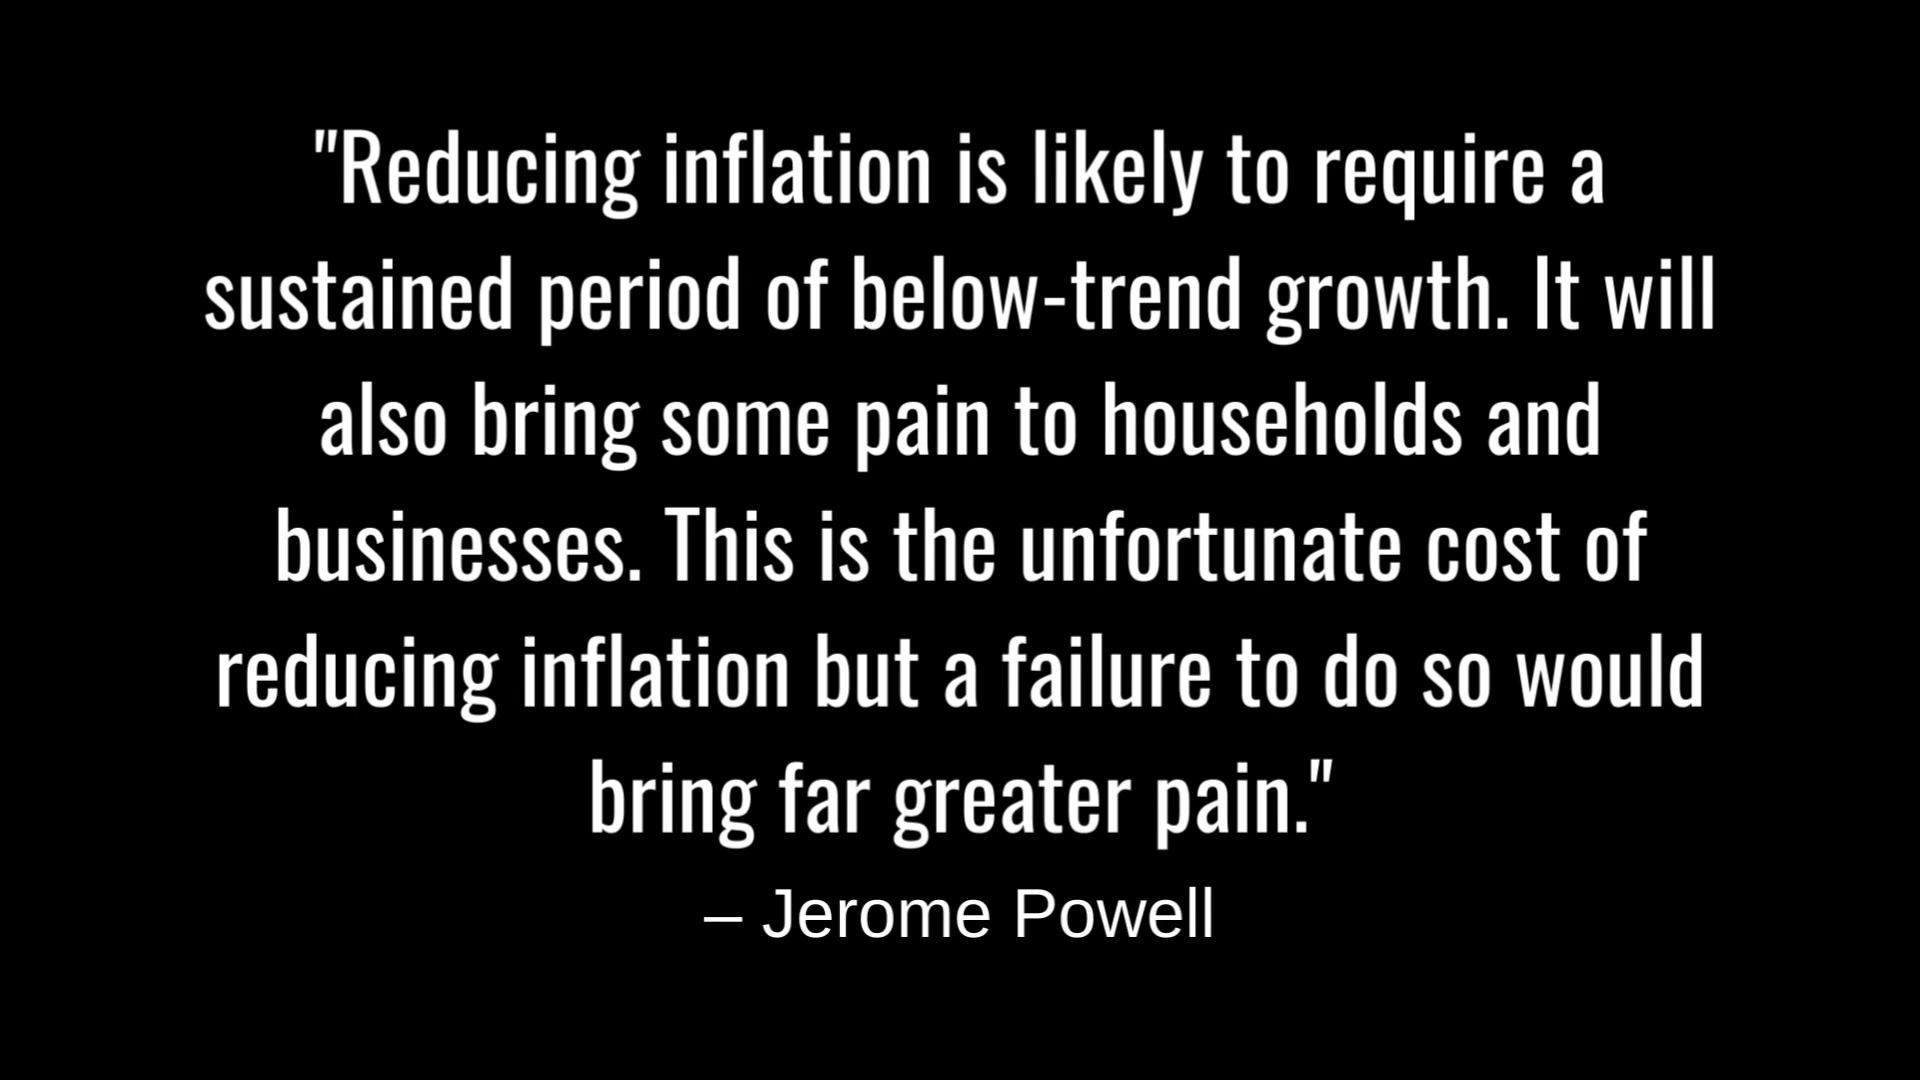 "Reducing inflation is likely to require a
sustained period of below-trend growth. It will
also bring some pain to households and
businesses. This is the unfortunate cost of
reducing inflation but a failure to do so would
bring far greater pain."
– Jerome Powell